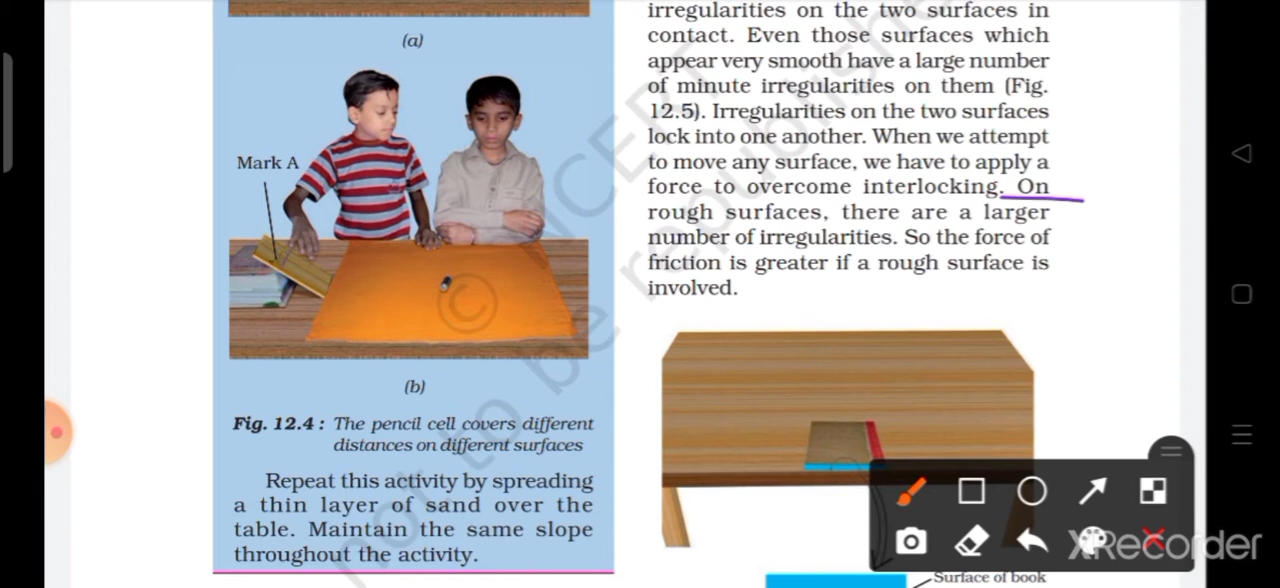 (a)
Mark A
(b)
Fig. 12.4 : The pencil cell covers different
distances on different surfaces
Repeat this activity by spreading
a thin layer of sand over the
table. Maintain the same slope
throughout the activity.
irregularities on the two surfaces in
contact. Even those surfaces which
appear very smooth have a large number
of minute irregularities on them (Fig.
12.5). Irregularities on the two surfaces
lock into one another. When we attempt
to move any surface, we have to apply a
force to overcome interlocking. On
rough surfaces, there are a larger
number of irregularities. So the force of
friction is greater if a rough surface is
involved.
Surface of book
© NCERT
not to be republished
XRecorder